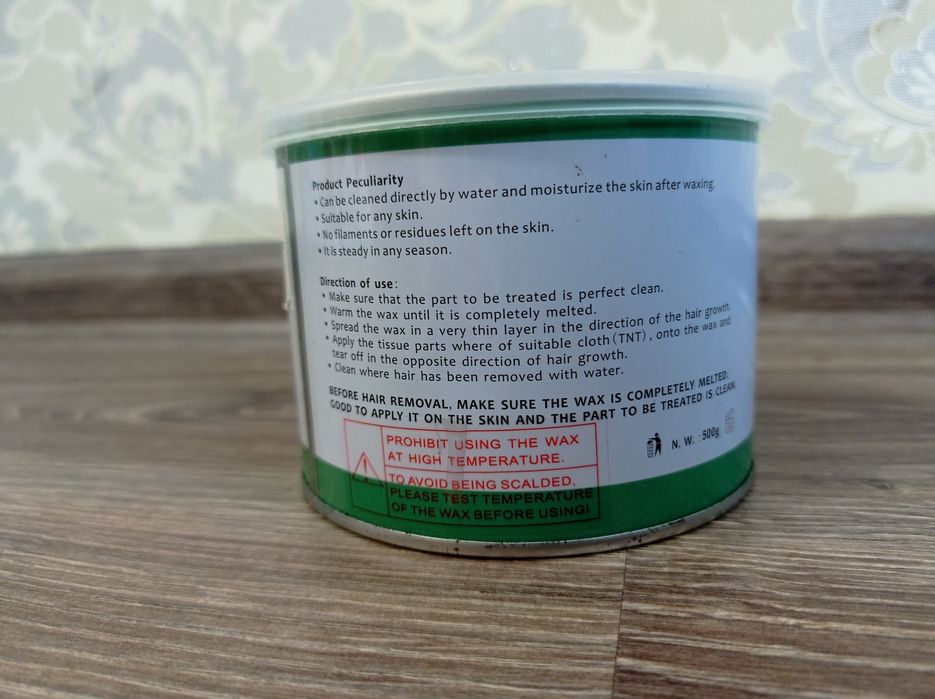 Product Peculiarity
• Can be cleaned directly by water and moisturize the skin after waxing.
• Suitable for any skin.
• No filaments or residues left on the skin.
• It is steady in any season.
Direction of use:
• Make sure that the part to be treated is perfect clean.
• Warm the wax until it is completely melted.
• Spread the wax in a very thin layer in the direction of the hair growth.
• Apply the tissue parts where of suitable cloth (TNT), onto the wax and
tear off in the opposite direction of hair growth.
• Clean where hair has been removed with water.
BEFORE HAIR REMOVAL, MAKE SURE THE WAX IS COMPLETELY MELTED:
GOOD TO APPLY IT ON THE SKIN AND THE PART TO BE TREATED IS CLEAN.
PROHIBIT USING THE WAX
AT HIGH TEMPERATURE.
TO AVOID BEING SCALDED,
PLEASE TEST TEMPERATURE
OF THE WAX BEFORE USING!
N. W. : 500g